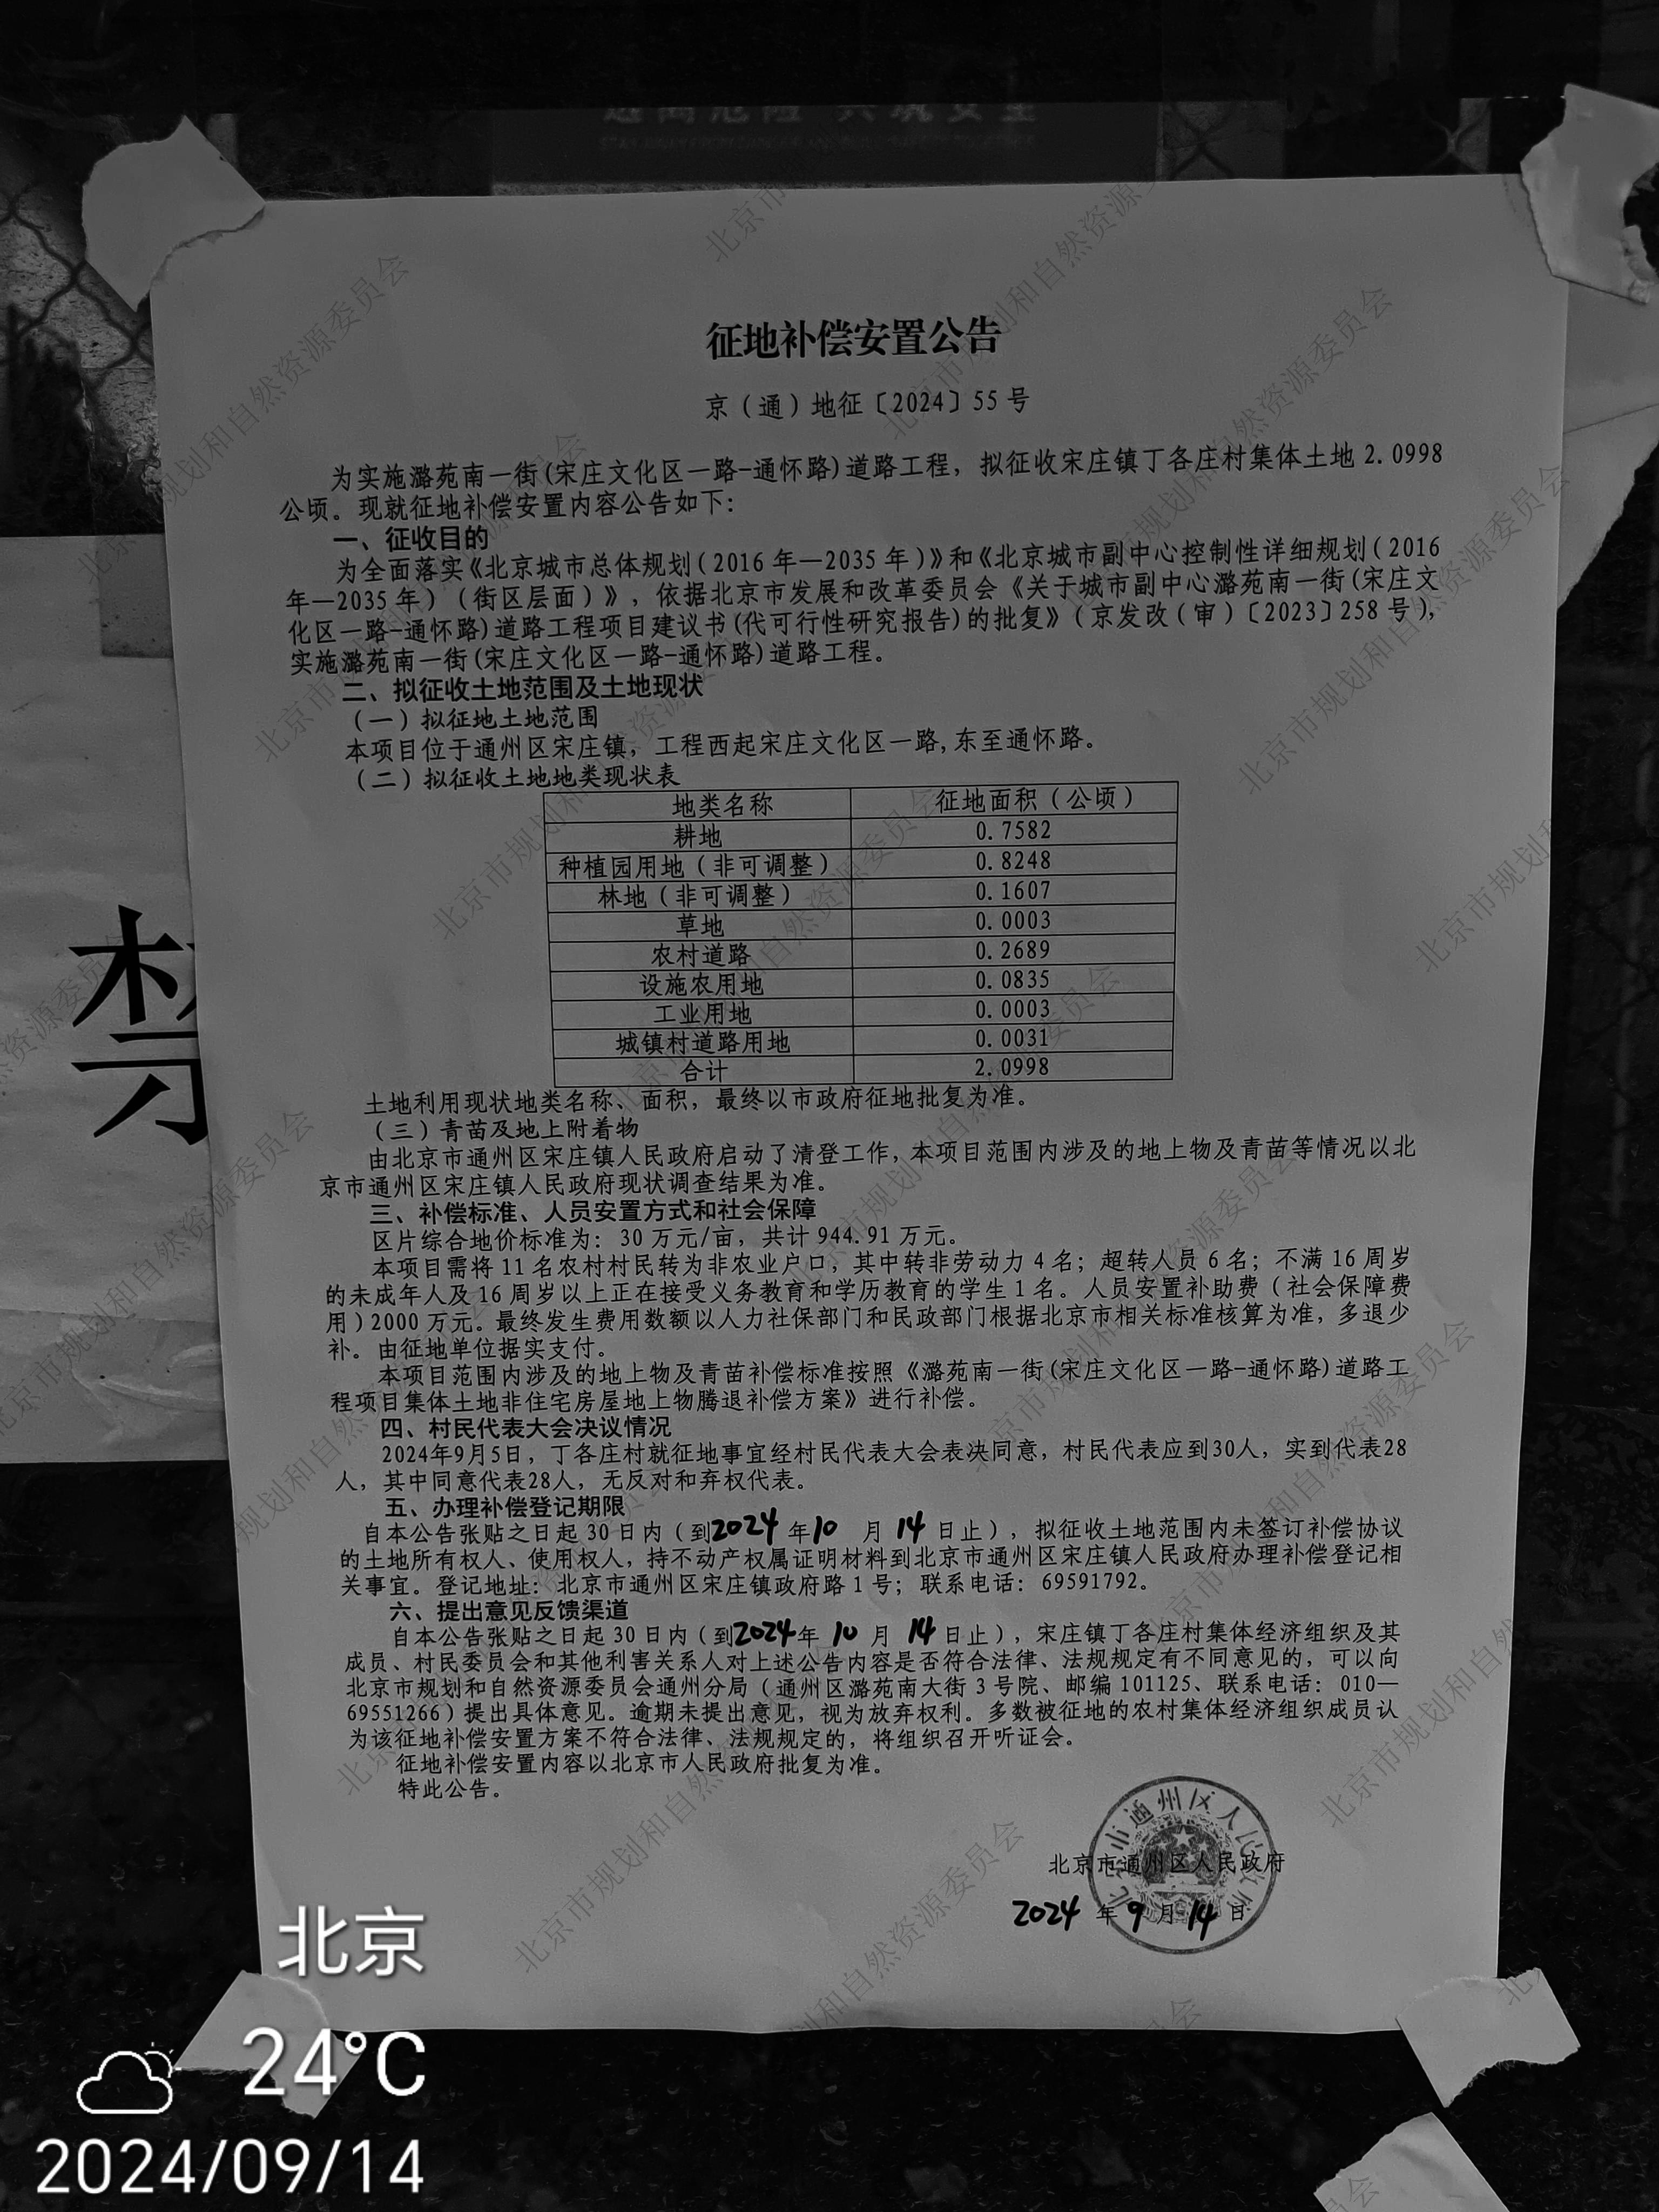 远离危险 共筑安全
征地补偿安置公告
京（通）地征〔2024〕55号
为实施潞苑南一街(宋庄文化区一路-通怀路)道路工程，拟征收宋庄镇丁各庄村集体土地2.0998
公顷。现就征地补偿安置内容公告如下：
一、征收目的
为全面落实《北京城市总体规划（2016年—2035年）》和《北京城市副中心控制性详细规划（2016
年—2035年）（街区层面）》，依据北京市发展和改革委员会《关于城市副中心潞苑南一街(宋庄文
化区一路-通怀路)道路工程项目建议书(代可行性研究报告)的批复》（京发改（审）〔2023〕258号），
实施潞苑南一街(宋庄文化区一路-通怀路)道路工程。
二、拟征收土地范围及土地现状
（一）拟征地土地范围
本项目位于通州区宋庄镇，工程西起宋庄文化区一路,东至通怀路。
（二）拟征收土地地类现状表
地类名称 征地面积（公顷）
耕地 0.7582
种植园用地（非可调整） 0.8248
林地（非可调整） 0.1607
草地 0.0003
农村道路 0.2689
设施农用地 0.0835
工业用地 0.0003
城镇村道路用地 0.0031
合计 2.0998
土地利用现状地类名称、面积，最终以市政府征地批复为准。
（三）青苗及地上附着物
由北京市通州区宋庄镇人民政府启动了清登工作，本项目范围内涉及的地上物及青苗等情况以北
京市通州区宋庄镇人民政府现状调查结果为准。
三、补偿标准、人员安置方式和社会保障
区片综合地价标准为：30万元/亩，共计944.91万元。
本项目需将11名农村村民转为非农业户口，其中转非劳动力4名；超转人员6名；不满16周岁
的未成年人及16周岁以上正在接受义务教育和学历教育的学生1名。人员安置补助费（社会保障费
用）2000万元。最终发生费用数额以人力社保部门和民政部门根据北京市相关标准核算为准，多退少
补。由征地单位据实支付。
本项目范围内涉及的地上物及青苗补偿标准按照《潞苑南一街(宋庄文化区一路-通怀路)道路工
程项目集体土地非住宅房屋地上物腾退补偿方案》进行补偿。
四、村民代表大会决议情况
2024年9月5日，丁各庄村就征地事宜经村民代表大会表决同意，村民代表应到30人，实到代表28
人，其中同意代表28人，无反对和弃权代表。
五、办理补偿登记期限
自本公告张贴之日起30日内（到2024年10月14日止），拟征收土地范围内未签订补偿协议
的土地所有权人、使用权人，持不动产权属证明材料到北京市通州区宋庄镇人民政府办理补偿登记相
关事宜。登记地址：北京市通州区宋庄镇政府路1号；联系电话：69591792。
六、提出意见反馈渠道
自本公告张贴之日起30日内（到2024年10月14日止），宋庄镇丁各庄村集体经济组织及其
成员、村民委员会和其他利害关系人对上述公告内容是否符合法律、法规规定有不同意见的，可以向
北京市规划和自然资源委员会通州分局（通州区潞苑南大街3号院、邮编101125、联系电话：010—
69551266）提出具体意见。逾期未提出意见，视为放弃权利。多数被征地的农村集体经济组织成员认
为该征地补偿安置方案不符合法律、法规规定的，将组织召开听证会。
征地补偿安置内容以北京市人民政府批复为准。
特此公告。
北京市通州区人民政府
2024年9月14日
北京市规划和自然资源委员会
禁
北京
24°C
2024/09/14